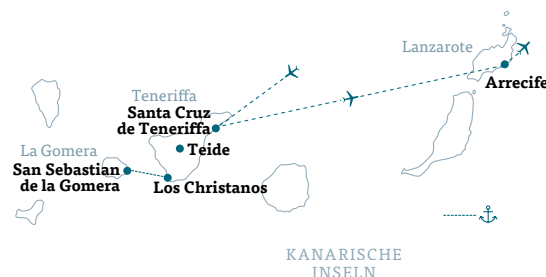 Lanzarote
Arrecife
Teneriffa
Santa Cruz
de Teneriffa
Teide
La Gomera
San Sebastian
de la Gomera
Los Christanos
KANARISCHE
INSELN